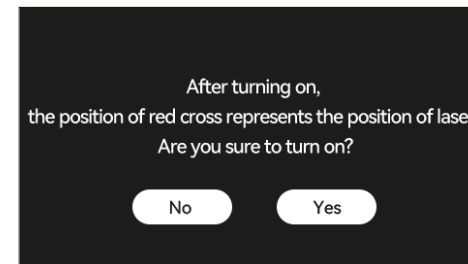 After turning on,
the position of red cross represents the position of lase
Are you sure to turn on?
No
Yes